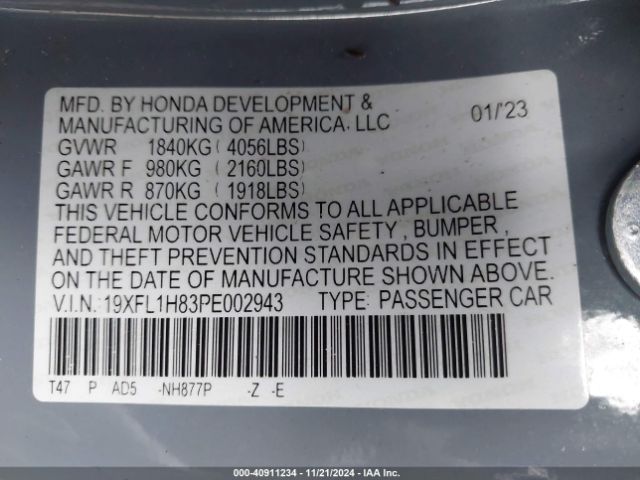 MFD. BY HONDA DEVELOPMENT &
MANUFACTURING OF AMERICA, LLC 01/'23
GVWR 1840KG ( 4056LBS)
GAWR F 980KG ( 2160LBS)
GAWR R 870KG ( 1918LBS)
THIS VEHICLE CONFORMS TO ALL APPLICABLE
FEDERAL MOTOR VEHICLE SAFETY , BUMPER ,
AND THEFT PREVENTION STANDARDS IN EFFECT
ON THE DATE OF MANUFACTURE SHOWN ABOVE.
V.I.N.: 19XFL1H83PE002943 TYPE: PASSENGER CAR
T47 P AD5 -NH877P -Z -E
000-40911234 - 11/21/2024 - IAA Inc.